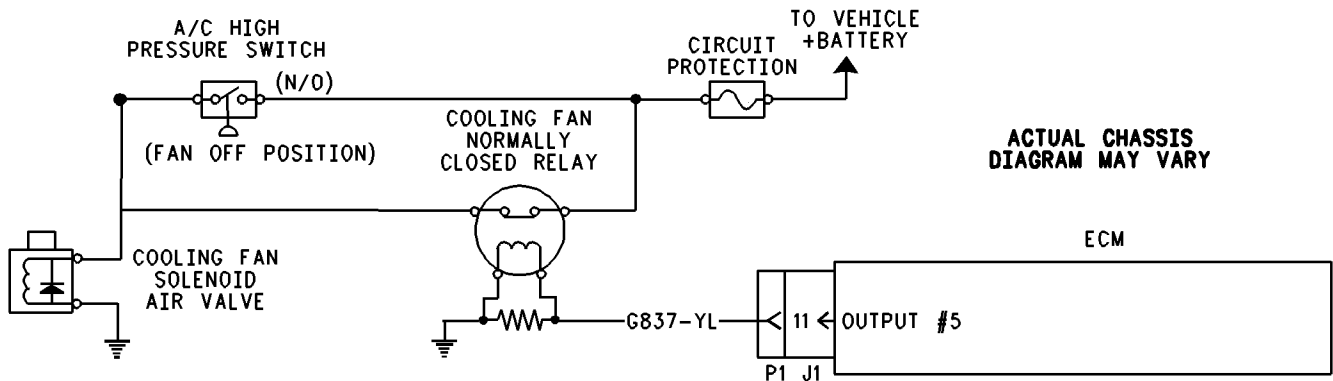 A/C HIGH
PRESSURE SWITCH
(N/O)
(FAN OFF POSITION)
CIRCUIT
PROTECTION
TO VEHICLE
+BATTERY
COOLING FAN
NORMALLY
CLOSED RELAY
ACTUAL CHASSIS
DIAGRAM MAY VARY
COOLING FAN
SOLENOID
AIR VALVE
ECM
G837-YL
11
OUTPUT #5
P1 J1